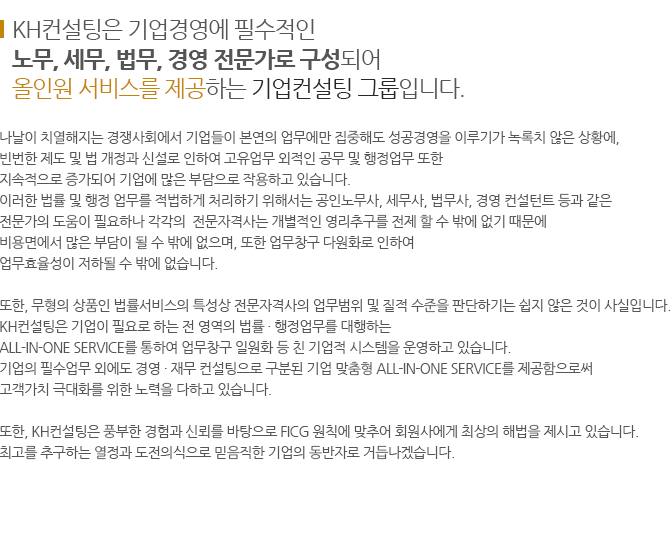 KH컨설팅은 기업경영에 필수적인
노무, 세무, 법무, 경영 전문가로 구성되어
올인원 서비스를 제공하는 기업컨설팅 그룹입니다.
나날이 치열해지는 경쟁사회에서 기업들이 본연의 업무에만 집중해도 성공경영을 이루기가 녹록치 않은 상황에,
빈번한 제도 및 법 개정과 신설로 인하여 고유업무 외적인 공무 및 행정업무 또한
지속적으로 증가되어 기업에 많은 부담으로 작용하고 있습니다.
이러한 법률 및 행정 업무를 적법하게 처리하기 위해서는 공인노무사, 세무사, 법무사, 경영 컨설턴트 등과 같은
전문가의 도움이 필요하나 각각의 전문자격사는 개별적인 영리추구를 전제 할 수 밖에 없기 때문에
비용면에서 많은 부담이 될 수 밖에 없으며, 또한 업무창구 다원화로 인하여
업무효율성이 저하될 수 밖에 없습니다.
또한, 무형의 상품인 법률서비스의 특성상 전문자격사의 업무범위 및 질적 수준을 판단하기는 쉽지 않은 것이 사실입니다.
KH컨설팅은 기업이 필요로 하는 전 영역의 법률 · 행정업무를 대행하는
ALL-IN-ONE SERVICE를 통하여 업무창구 일원화 등 친 기업적 시스템을 운영하고 있습니다.
기업의 필수업무 외에도 경영 · 재무 컨설팅으로 구분된 기업 맞춤형 ALL-IN-ONE SERVICE를 제공함으로써
고객가치 극대화를 위한 노력을 다하고 있습니다.
또한, KH컨설팅은 풍부한 경험과 신뢰를 바탕으로 FICG 원칙에 맞추어 회원사에게 최상의 해법을 제시고 있습니다.
최고를 추구하는 열정과 도전의식으로 믿음직한 기업의 동반자로 거듭나겠습니다.